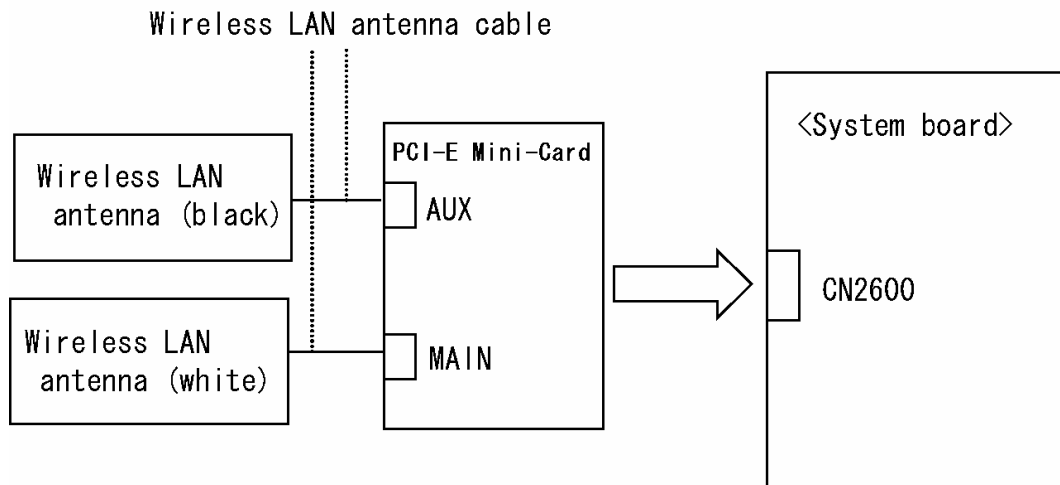 Wireless LAN antenna cable
Wireless LAN
antenna (black)
Wireless LAN
antenna (white)
PCI-E Mini-Card
AUX
MAIN
<System board>
CN2600